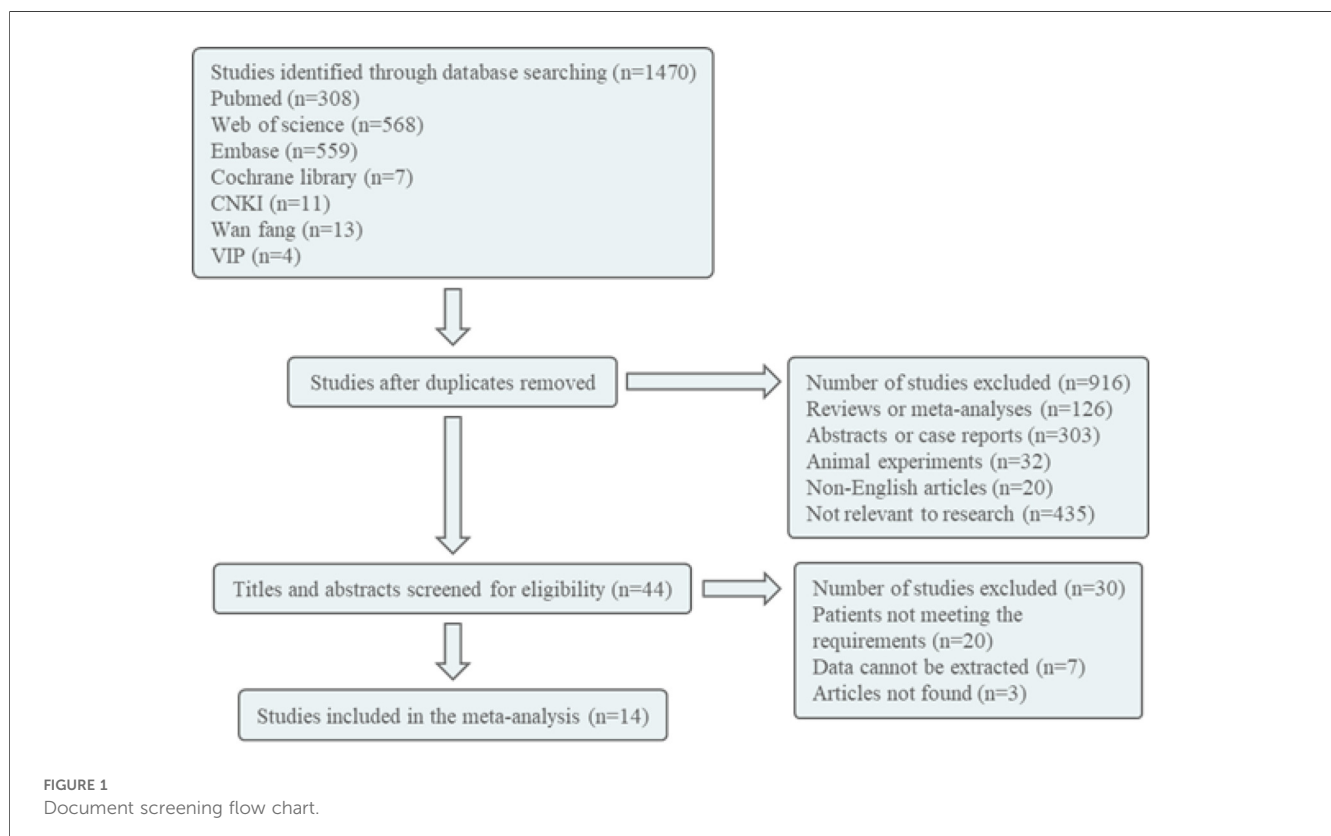 Studies identified through database searching (n=1470)
Pubmed (n=308)
Web of science (n=568)
Embase (n=559)
Cochrane library (n=7)
CNKI (n=11)
Wan fang (n=13)
VIP (n=4)
Studies after duplicates removed
Number of studies excluded (n=916)
Reviews or meta-analyses (n=126)
Abstracts or case reports (n=303)
Animal experiments (n=32)
Non-English articles (n=20)
Not relevant to research (n=435)
Titles and abstracts screened for eligibility (n=44)
Number of studies excluded (n=30)
Patients not meeting the
requirements (n=20)
Data cannot be extracted (n=7)
Articles not found (n=3)
Studies included in the meta-analysis (n=14)
FIGURE 1
Document screening flow chart.